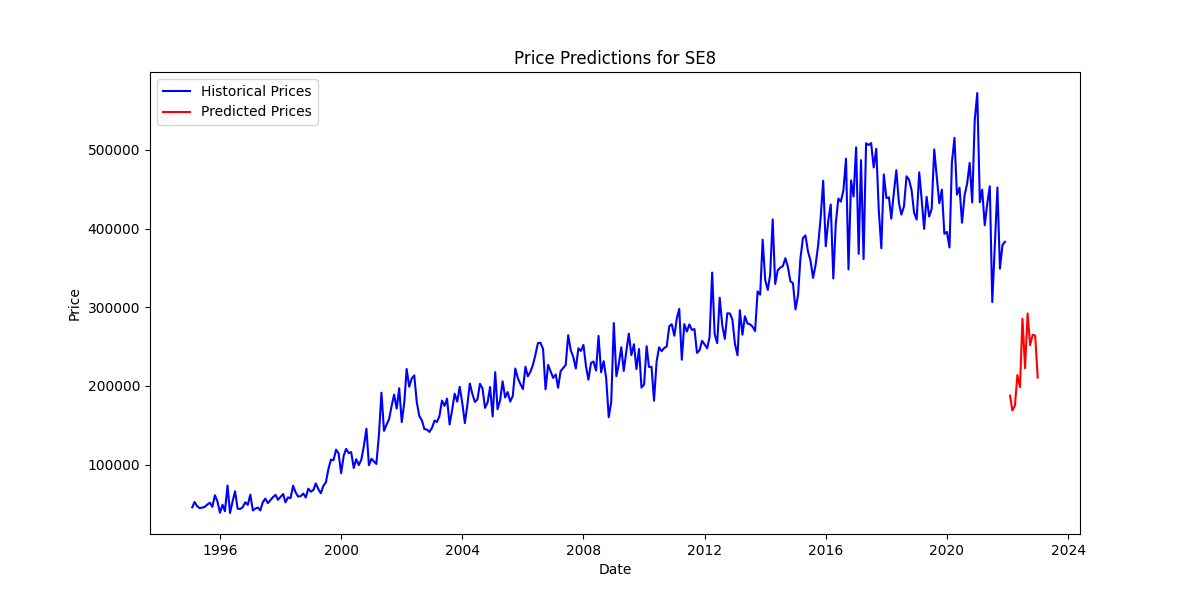 Price Predictions for SE8
Historical Prices
Predicted Prices
500000
400000
300000
200000
100000
Price
1996
2000
2004
2008
2012
2016
2020
2024
Date